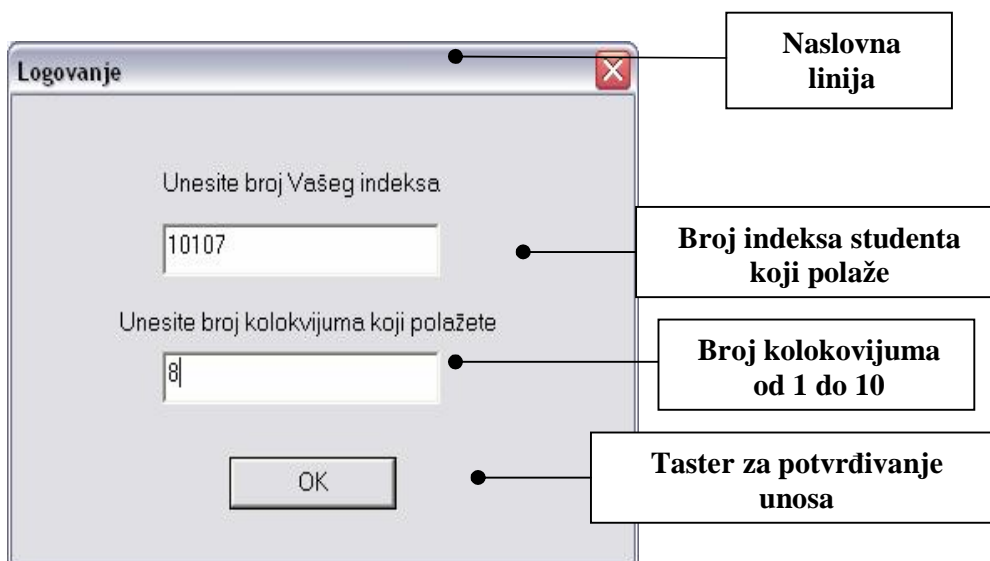 Naslovna
linija
Logovanje
Unesite broj Vašeg indeksa
10107
Broj indeksa studenta
koji polaže
Unesite broj kolokvijuma koji polažete
8
Broj kolokovijuma
od 1 do 10
OK
Taster za potvrđivanje
unosa